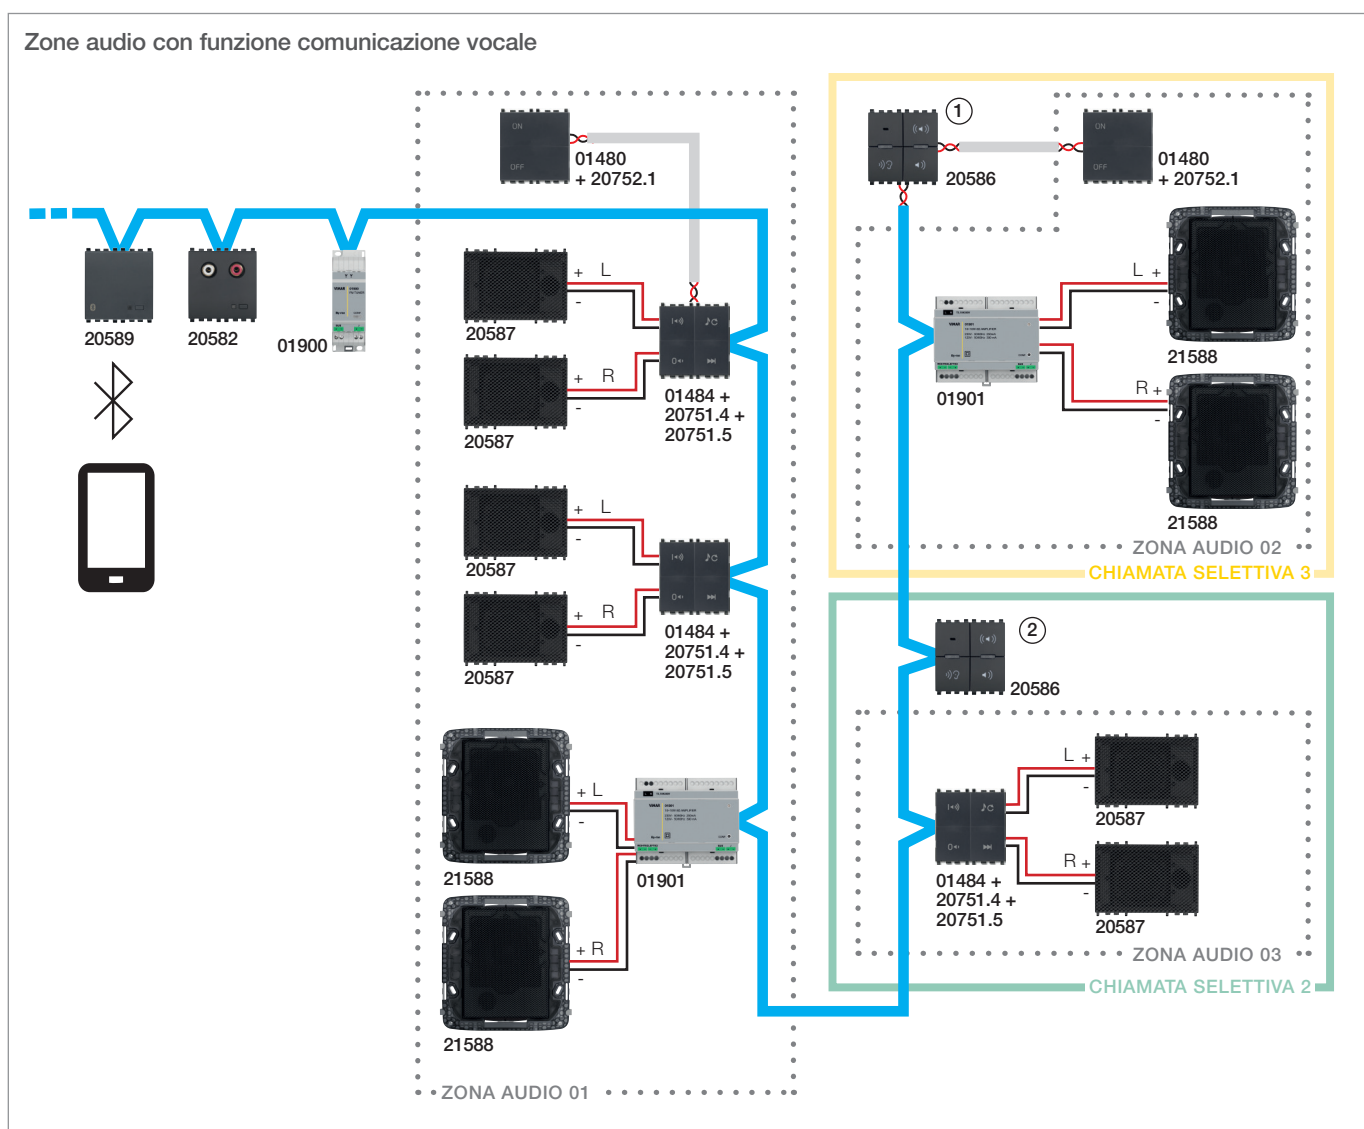 Zone audio con funzione comunicazione vocale
ON
OFF
01480
+ 20752.1
20589
20582
01900
VIMAR
+ L
-
20587
+ R
-
20587
01484 +
20751.4 +
20751.5
+ L
-
20587
+ R
-
20587
01484 +
20751.4 +
20751.5
+ L
-
21588
+ R
-
21588
VIMAR
01901
ZONA AUDIO 01
1
20586
ON
OFF
01480
+ 20752.1
VIMAR
01901
L +
-
21588
R +
-
21588
ZONA AUDIO 02
CHIAMATA SELETTIVA 3
2
20586
01484 +
20751.4 +
20751.5
L +
-
20587
R +
-
20587
ZONA AUDIO 03
CHIAMATA SELETTIVA 2